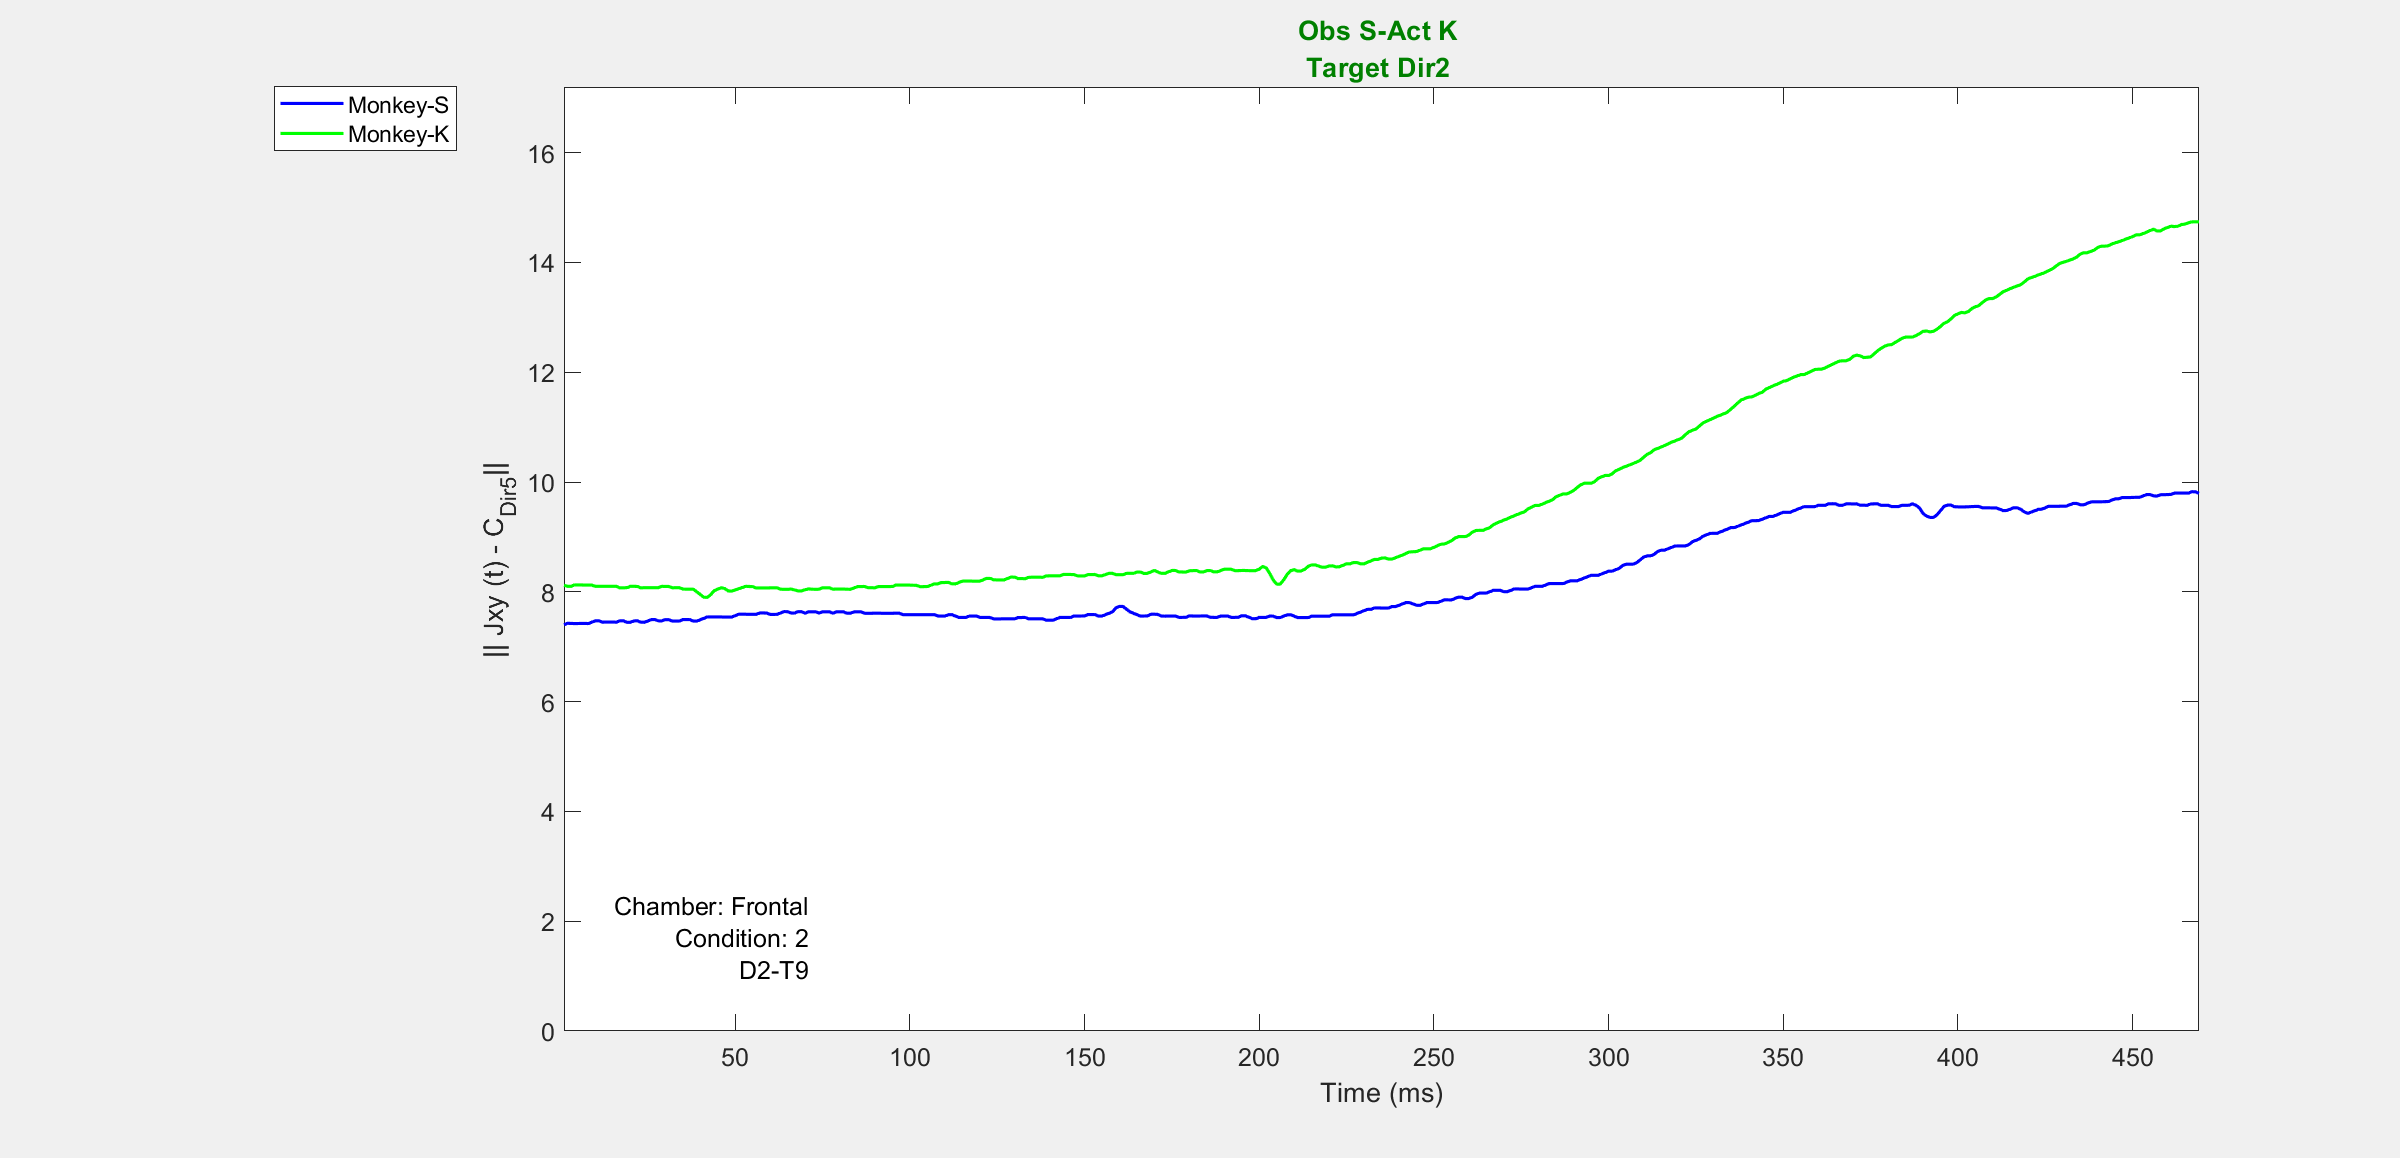 Obs S-Act K
Target Dir2
Monkey-S
Monkey-K
|| Jxy (t) - C_Dir5||
16
14
12
10
8
6
4
2
0
Chamber: Frontal
Condition: 2
D2-T9
50 100 150 200 250 300 350 400 450
Time (ms)